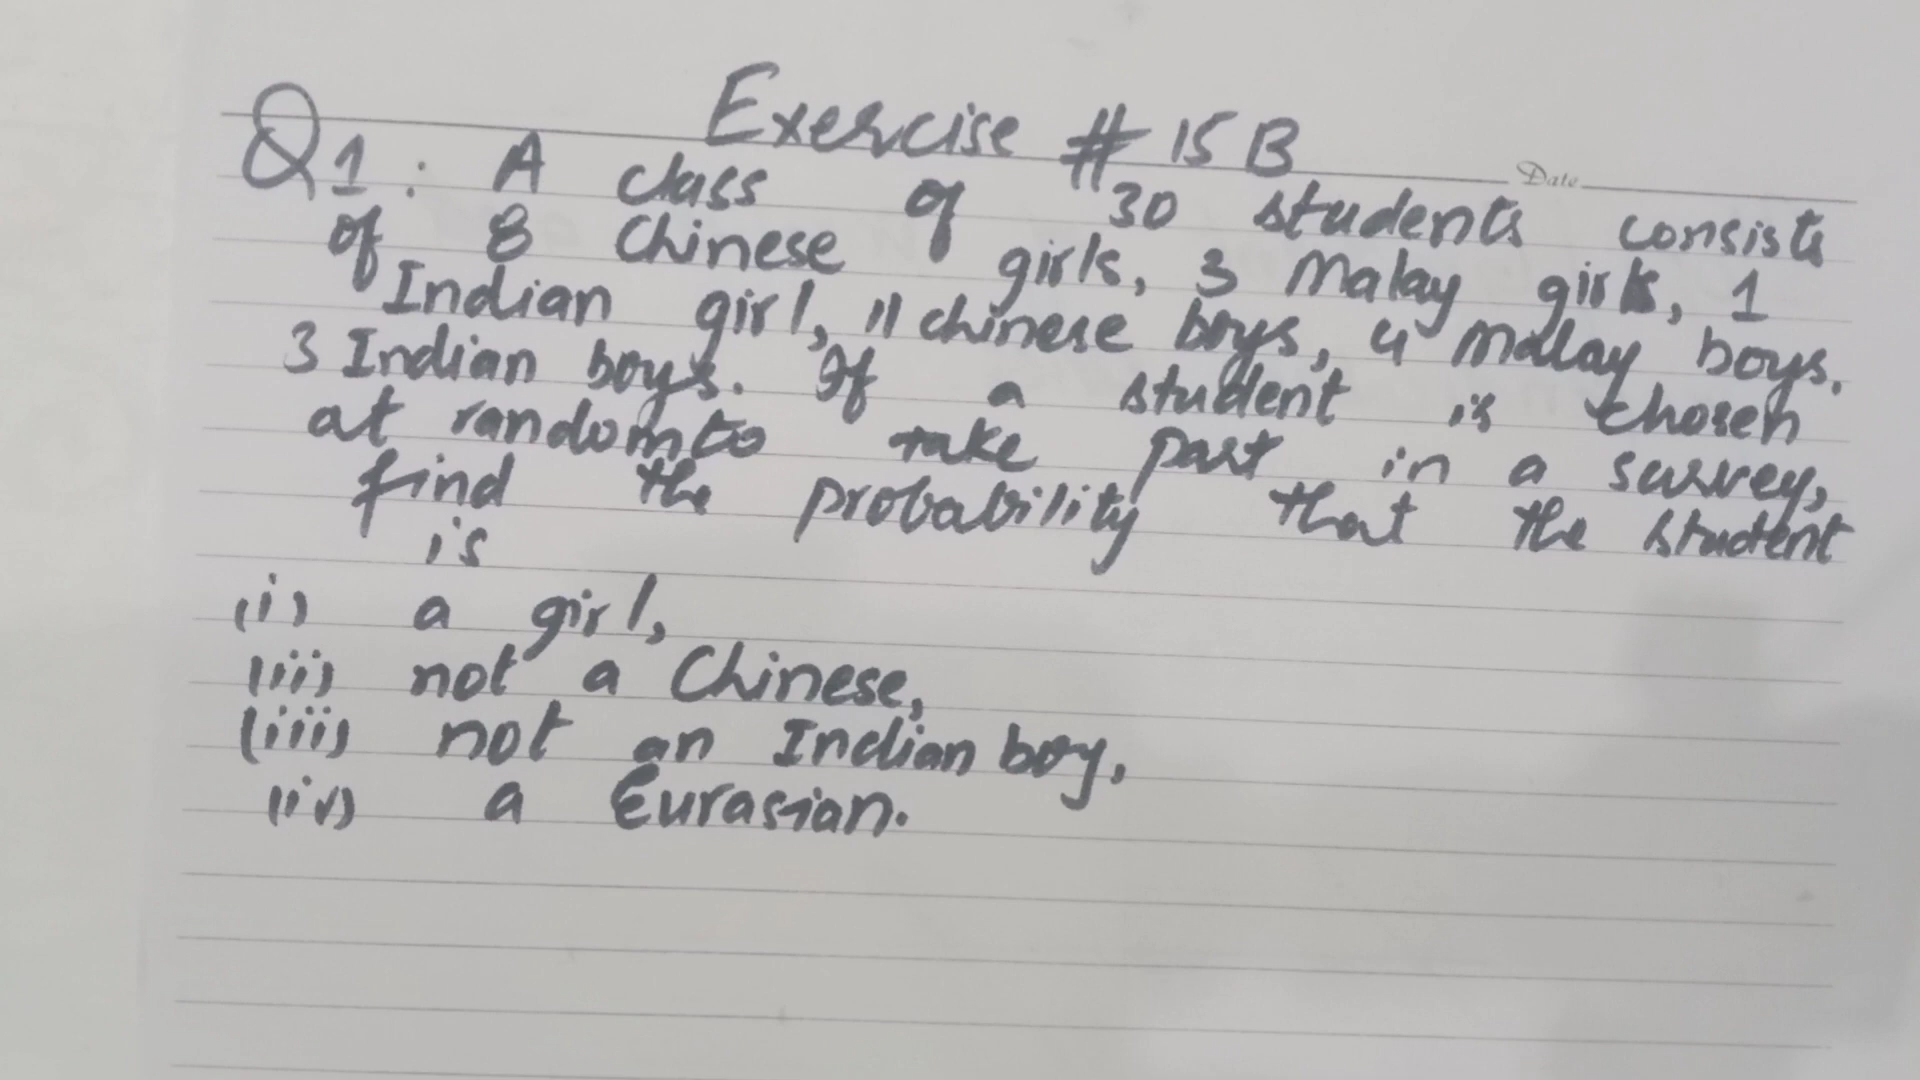 Exercise # 15 B
Date
Q1: A class of 30 students consists
of 8 Chinese girls, 3 Malay girls, 1
Indian girl, 11 chinese boys, 4 malay boys.
3 Indian boys. If a student is chosen
at random to take part in a survey,
find the probability that the student
is
(i) a girl,
(ii) not a Chinese,
(iii) not an Indian boy,
(iv) a Eurasian.